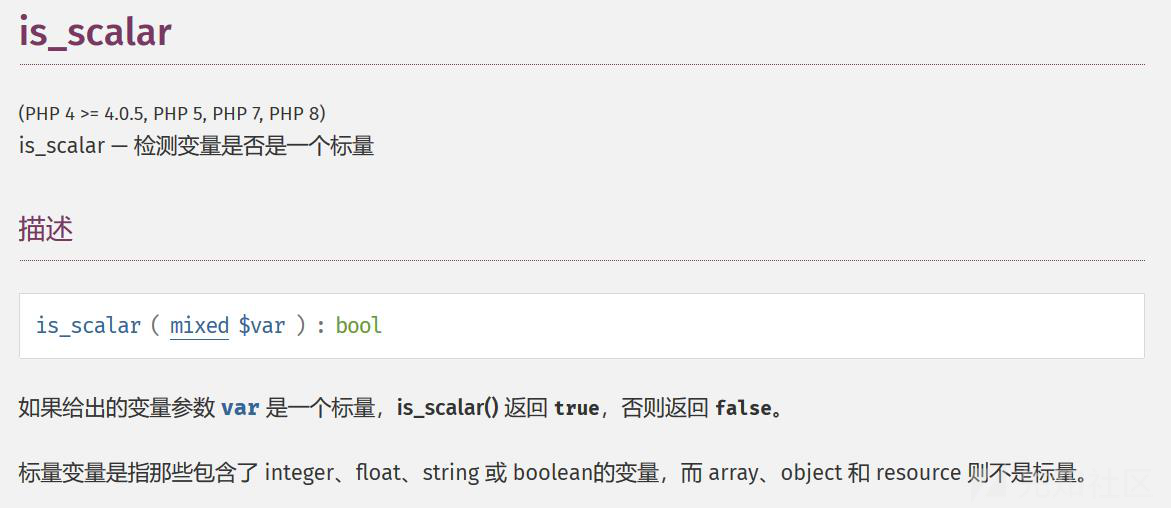 is_scalar
(PHP 4 >= 4.0.5, PHP 5, PHP 7, PHP 8)
is_scalar — 检测变量是否是一个标量
描述
is_scalar ( mixed $var ) : bool
如果给出的变量参数 var 是一个标量，is_scalar() 返回 true，否则返回 false。
标量变量是指那些包含了 integer、float、string 或 boolean的变量，而 array、object 和 resource 则不是标量。